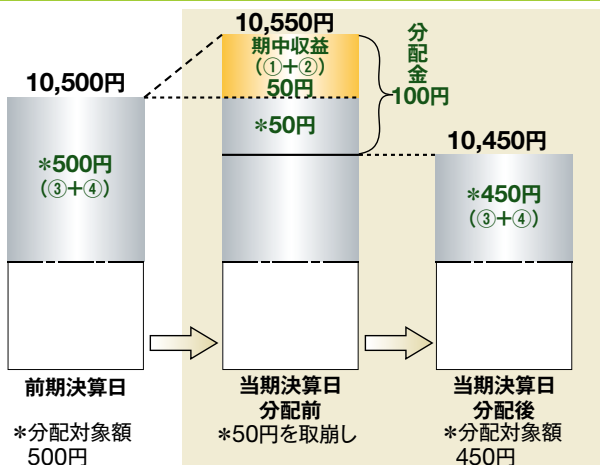 10,500円
*500円
(③+④)
前期決算日
*分配対象額
500円
10,550円
期中収益
(①+②)
50円
*50円
分配金
100円
当期決算日
分配前
*50円を取崩し
10,450円
*450円
(③+④)
当期決算日
分配後
*分配対象額
450円